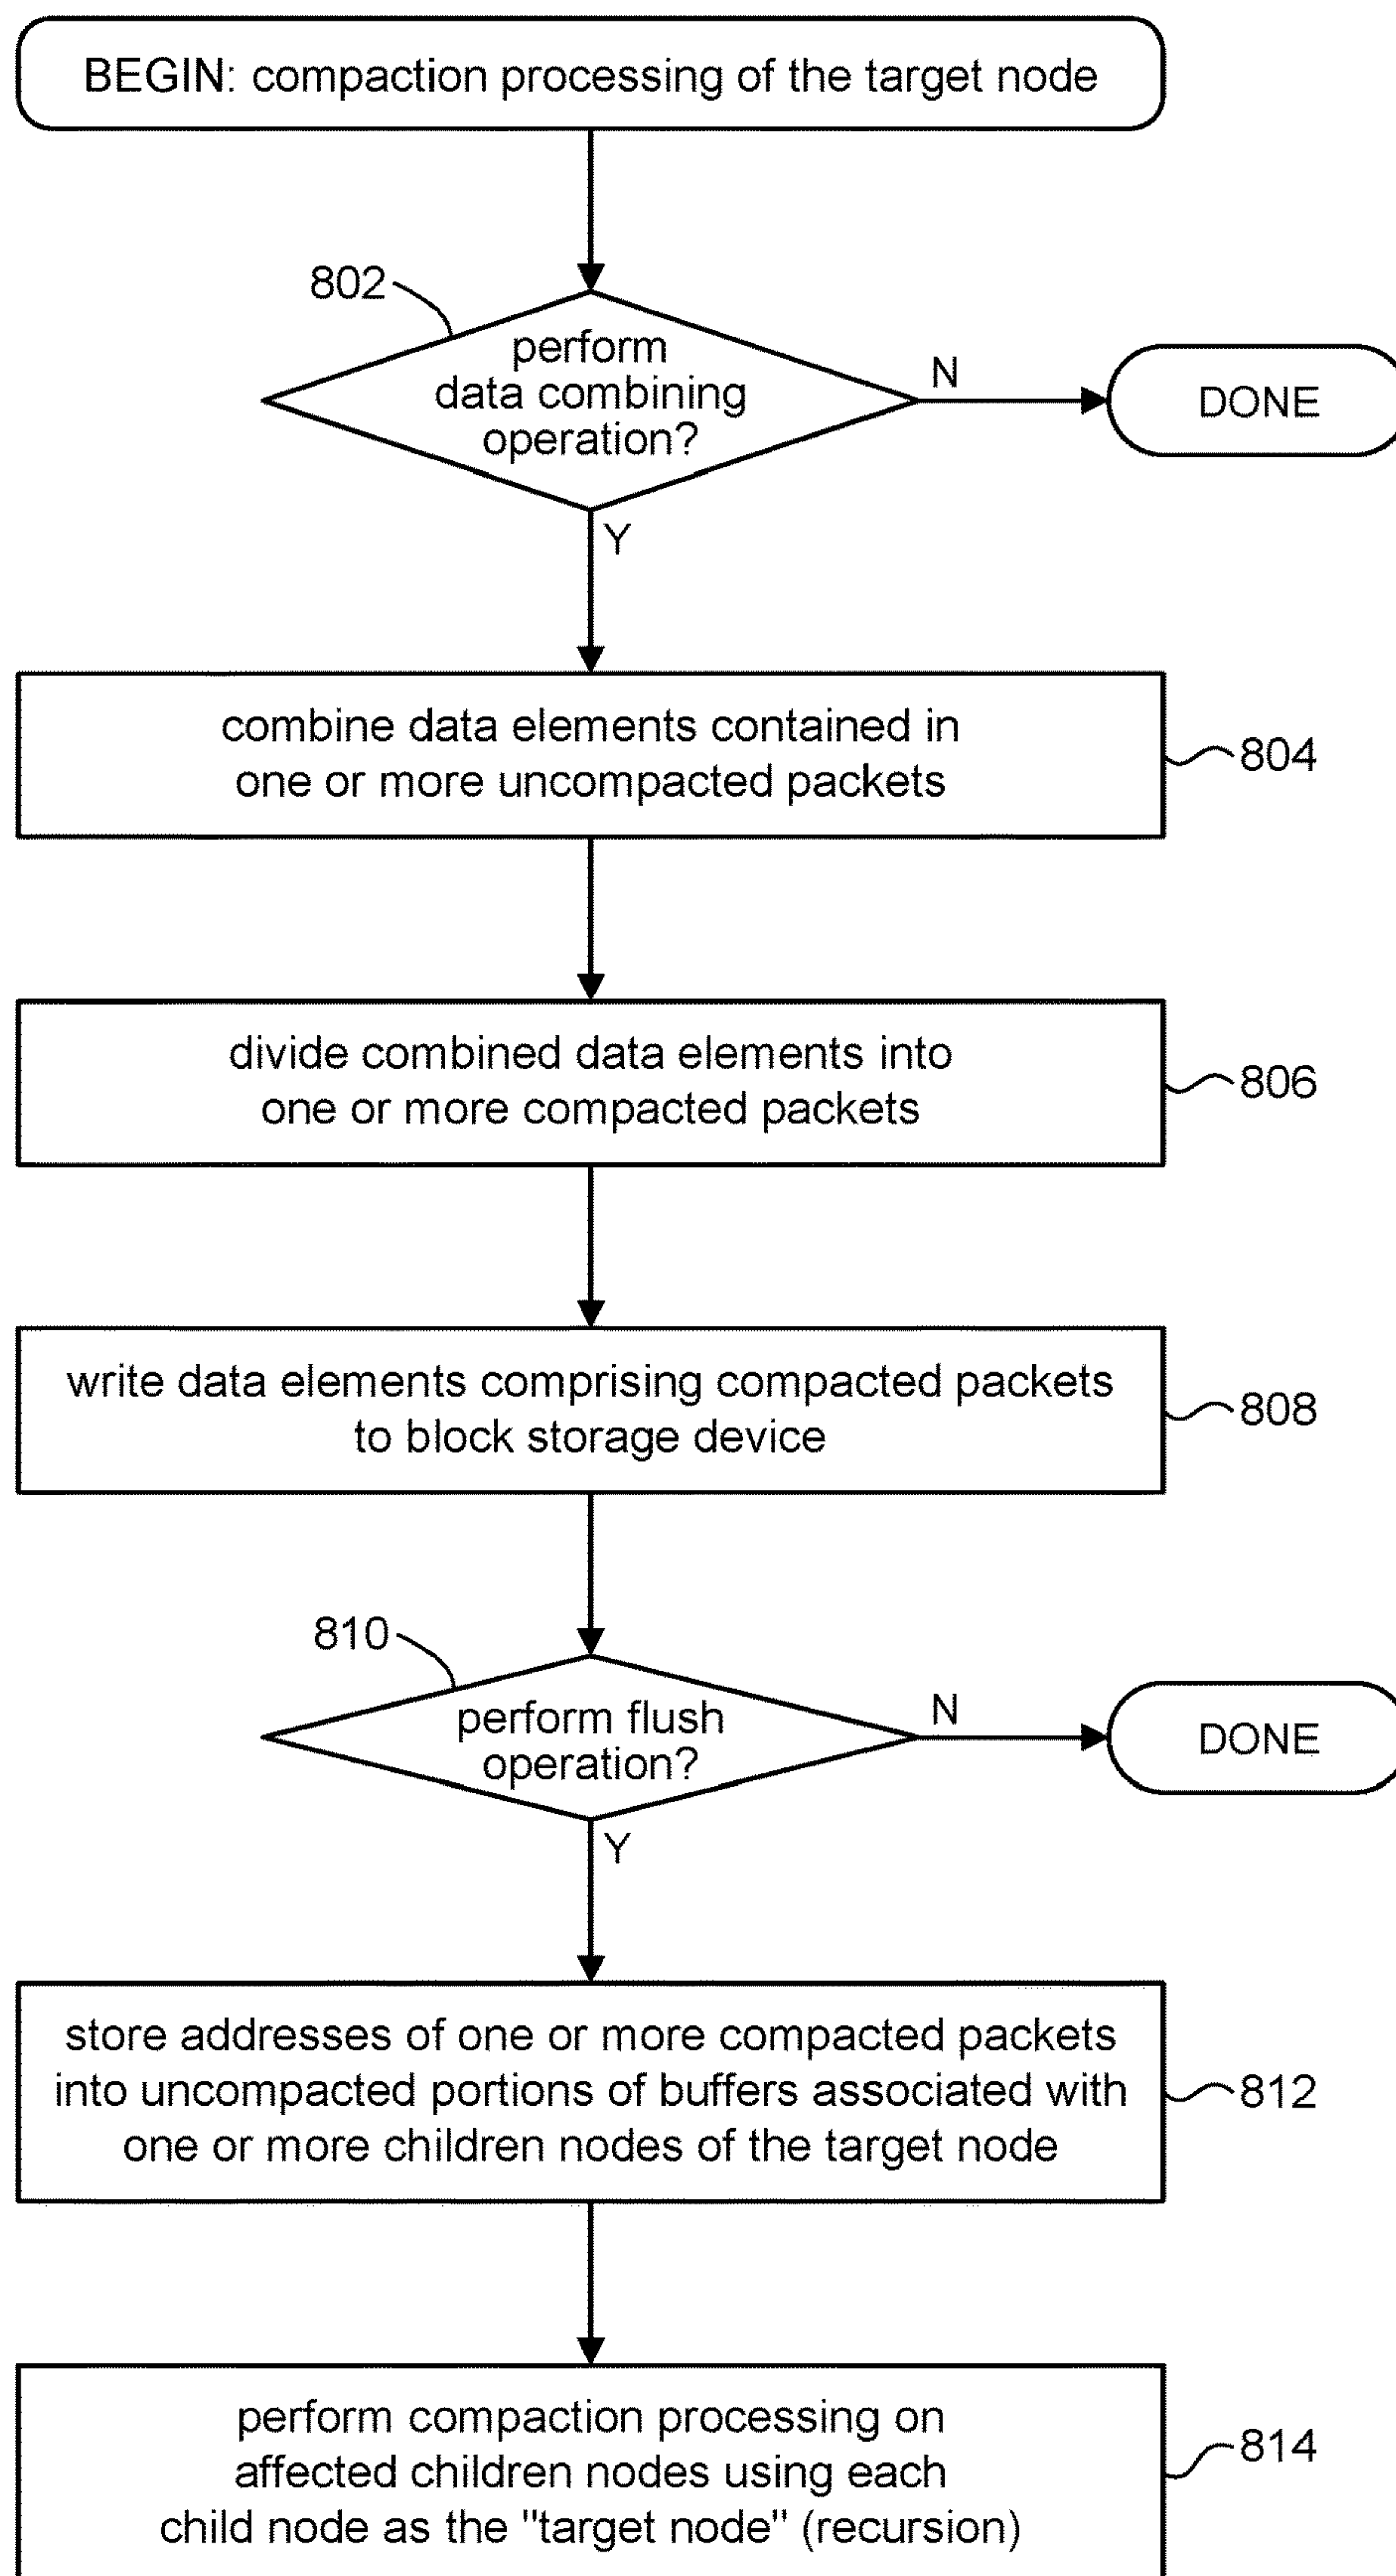 BEGIN: compaction processing of the target node
802
perform
data combining
operation?
N
DONE
Y
combine data elements contained in
one or more uncompacted packets
804
divide combined data elements into
one or more compacted packets
806
write data elements comprising compacted packets
to block storage device
808
810
perform flush
operation?
N
DONE
Y
store addresses of one or more compacted packets
into uncompacted portions of buffers associated with
one or more children nodes of the target node
812
perform compaction processing on
affected children nodes using each
child node as the "target node" (recursion)
814